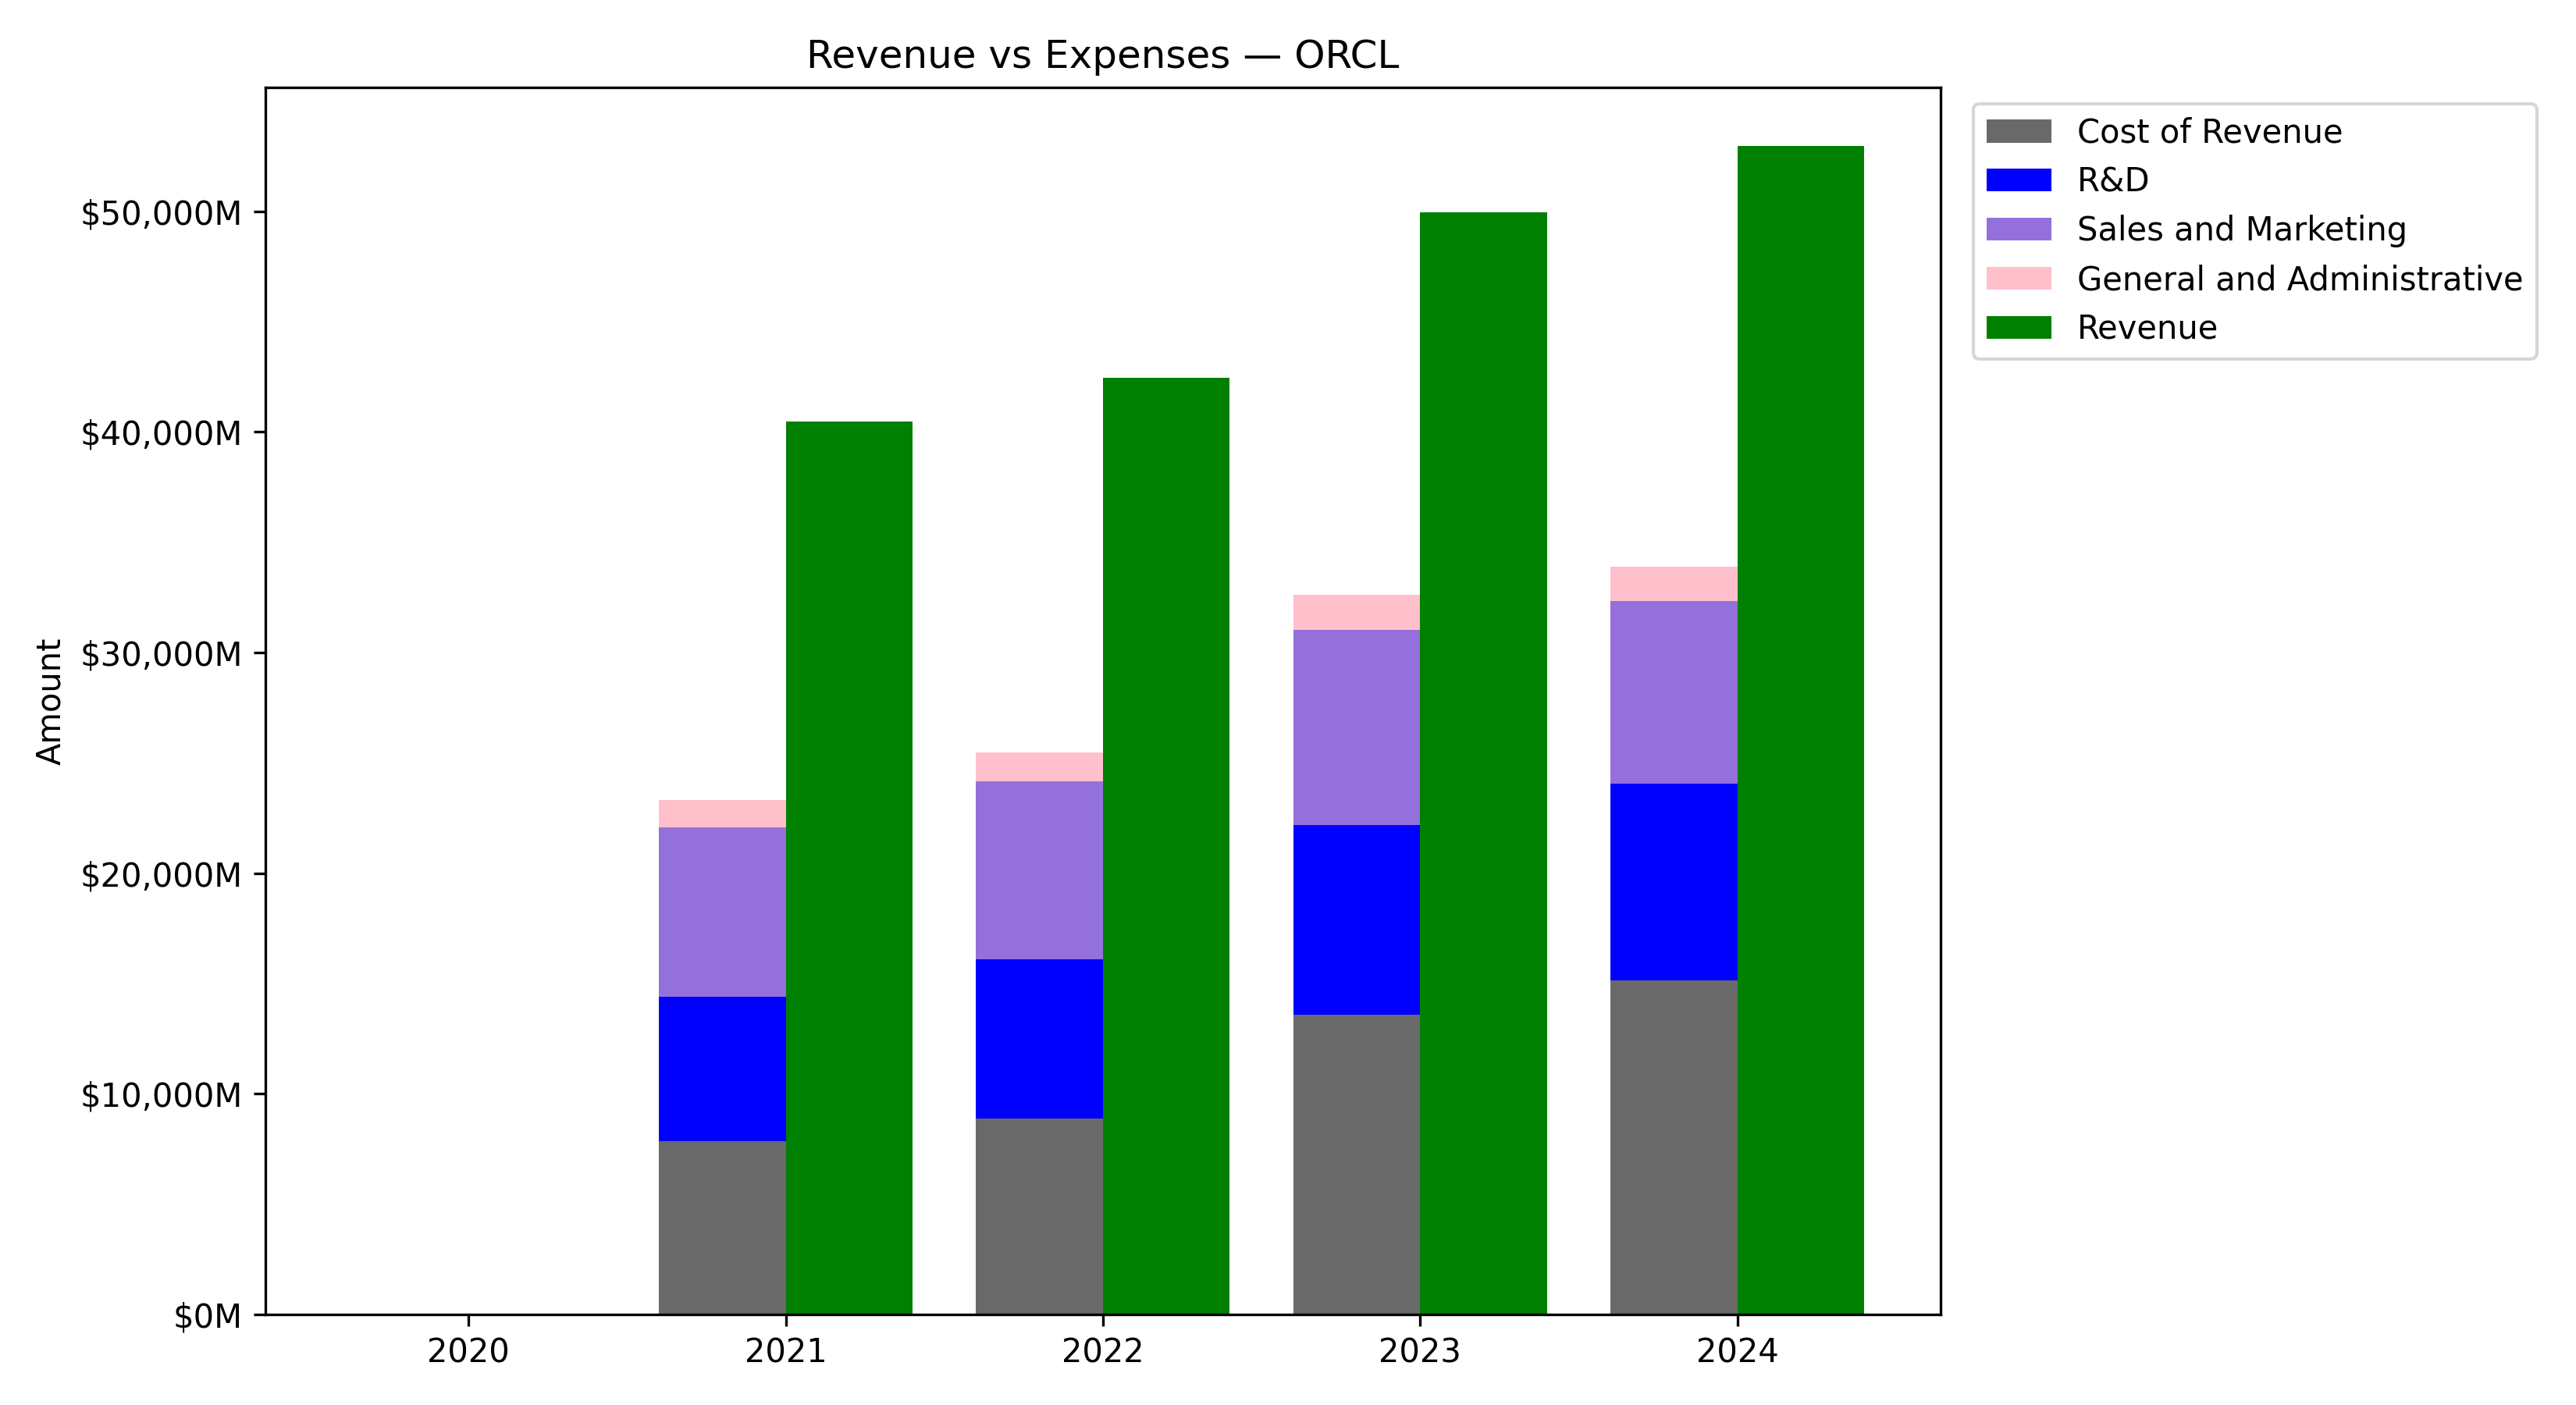 Revenue vs Expenses — ORCL
Cost of Revenue
R&D
Sales and Marketing
General and Administrative
Revenue
Amount
$50,000M
$40,000M
$30,000M
$20,000M
$10,000M
$0M
2020 2021 2022 2023 2024